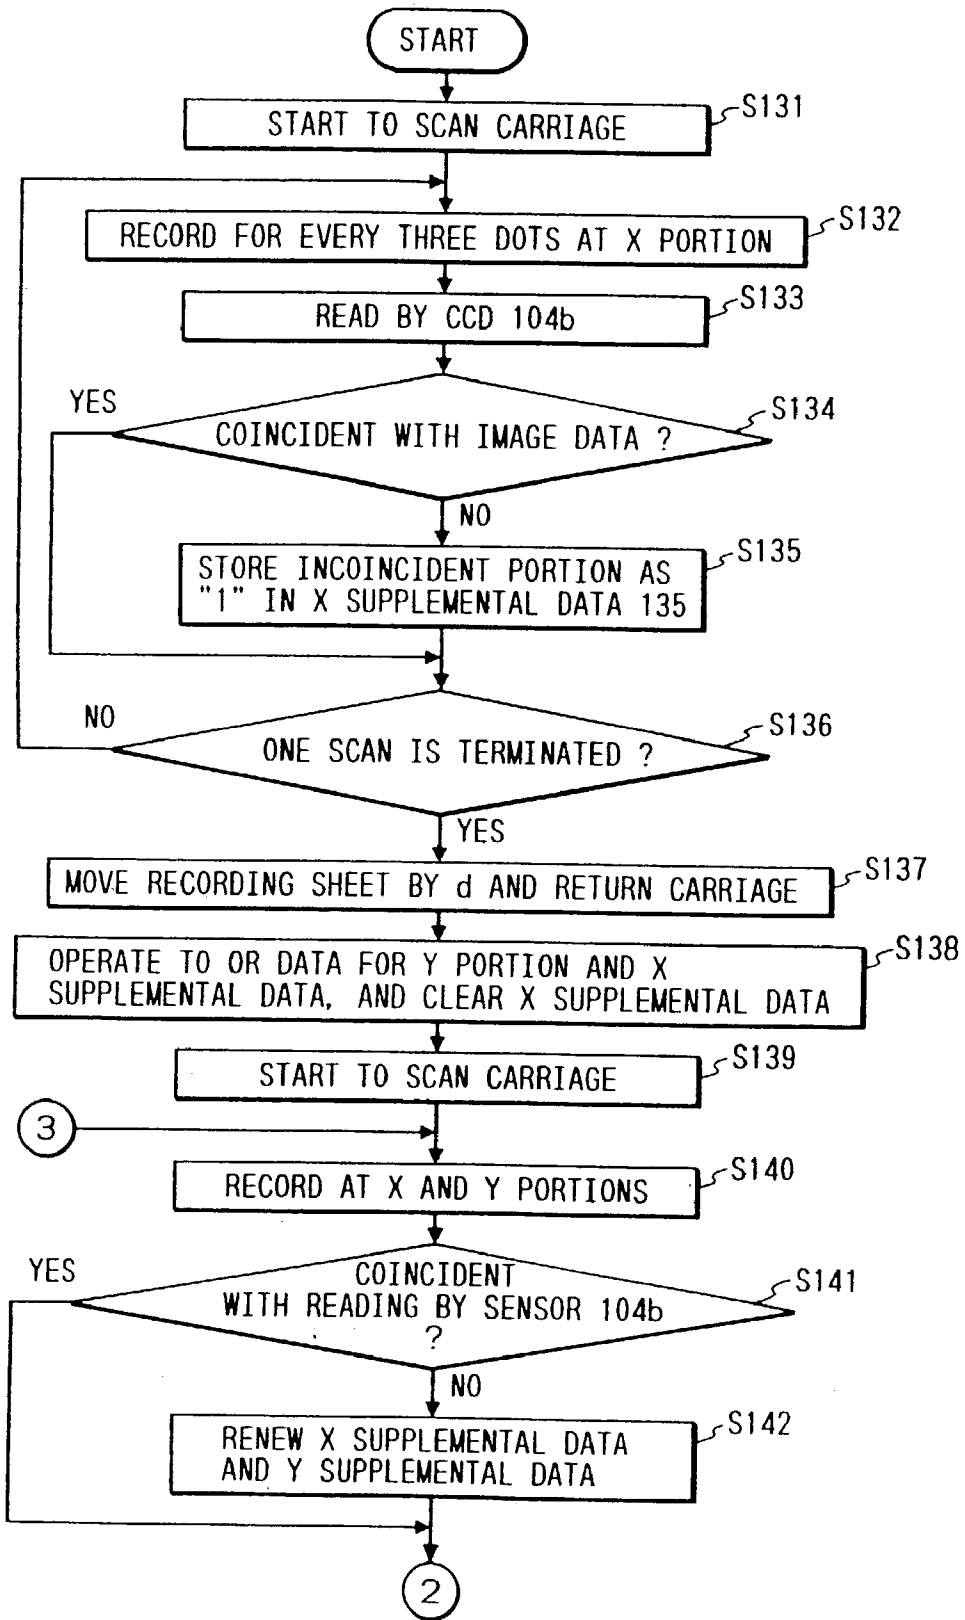 START
START TO SCAN CARRIAGE
S131
RECORD FOR EVERY THREE DOTS AT X PORTION
S132
READ BY CCD 104b
S133
YES
COINCIDENT WITH IMAGE DATA ?
S134
NO
STORE INCOINCIDENT PORTION AS
"1" IN X SUPPLEMENTAL DATA 135
S135
NO
ONE SCAN IS TERMINATED ?
S136
YES
MOVE RECORDING SHEET BY d AND RETURN CARRIAGE
S137
OPERATE TO OR DATA FOR Y PORTION AND X
SUPPLEMENTAL DATA, AND CLEAR X SUPPLEMENTAL DATA
S138
START TO SCAN CARRIAGE
S139
3
RECORD AT X AND Y PORTIONS
S140
YES
COINCIDENT
WITH READING BY SENSOR 104b
?
S141
NO
RENEW X SUPPLEMENTAL DATA
AND Y SUPPLEMENTAL DATA
S142
2